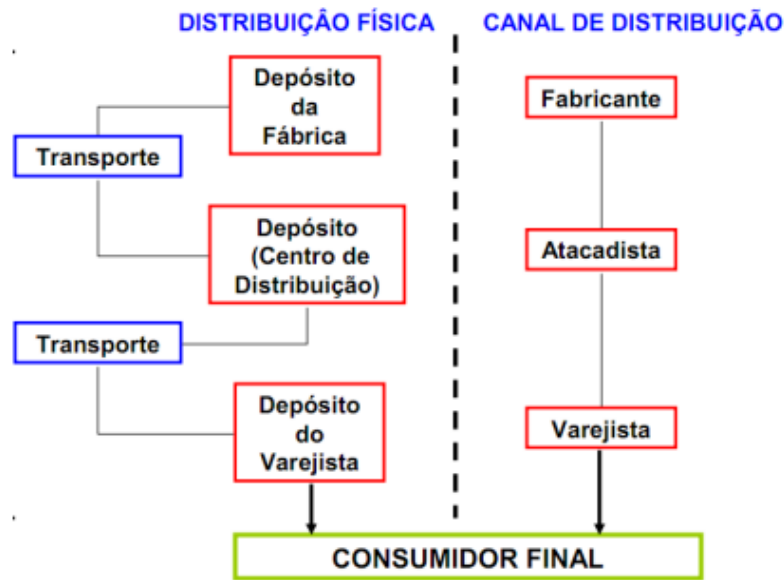 DISTRIBUIÇÂO FÍSICA
CANAL DE DISTRIBUIÇÃO
Depósito
da
Fábrica
Fabricante
Transporte
Depósito
(Centro de
Distribuição)
Atacadista
Transporte
Depósito
do
Varejista
Varejista
CONSUMIDOR FINAL